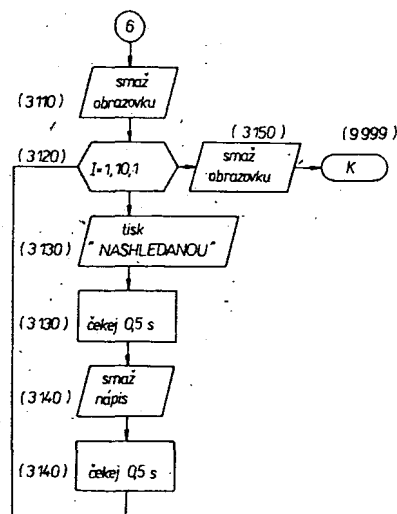 6
smaž
(3110) obrazovku
(3120) I=1,10,1
(3150)
smaž
obrazovku
(9999)
K
tisk
(3130) "NASHLEDANOU"
(3130) čekej 0,5 s
smaž
(3140) nápis
(3140) čekej 0,5 s